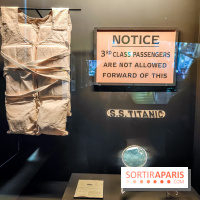 NOTICE
3RD CLASS PASSENGERS
ARE NOT ALLOWED
FORWARD OF THIS
S.S. TITANIC
SORTIRAPARIS